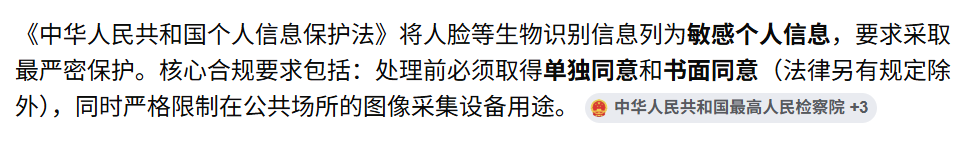 《中华人民共和国个人信息保护法》将人脸等生物识别信息列为敏感个人信息，要求采取
最严密保护。核心合规要求包括：处理前必须取得单独同意和书面同意（法律另有规定除
外），同时严格限制在公共场所的图像采集设备用途。 中华人民共和国最高人民检察院 +3